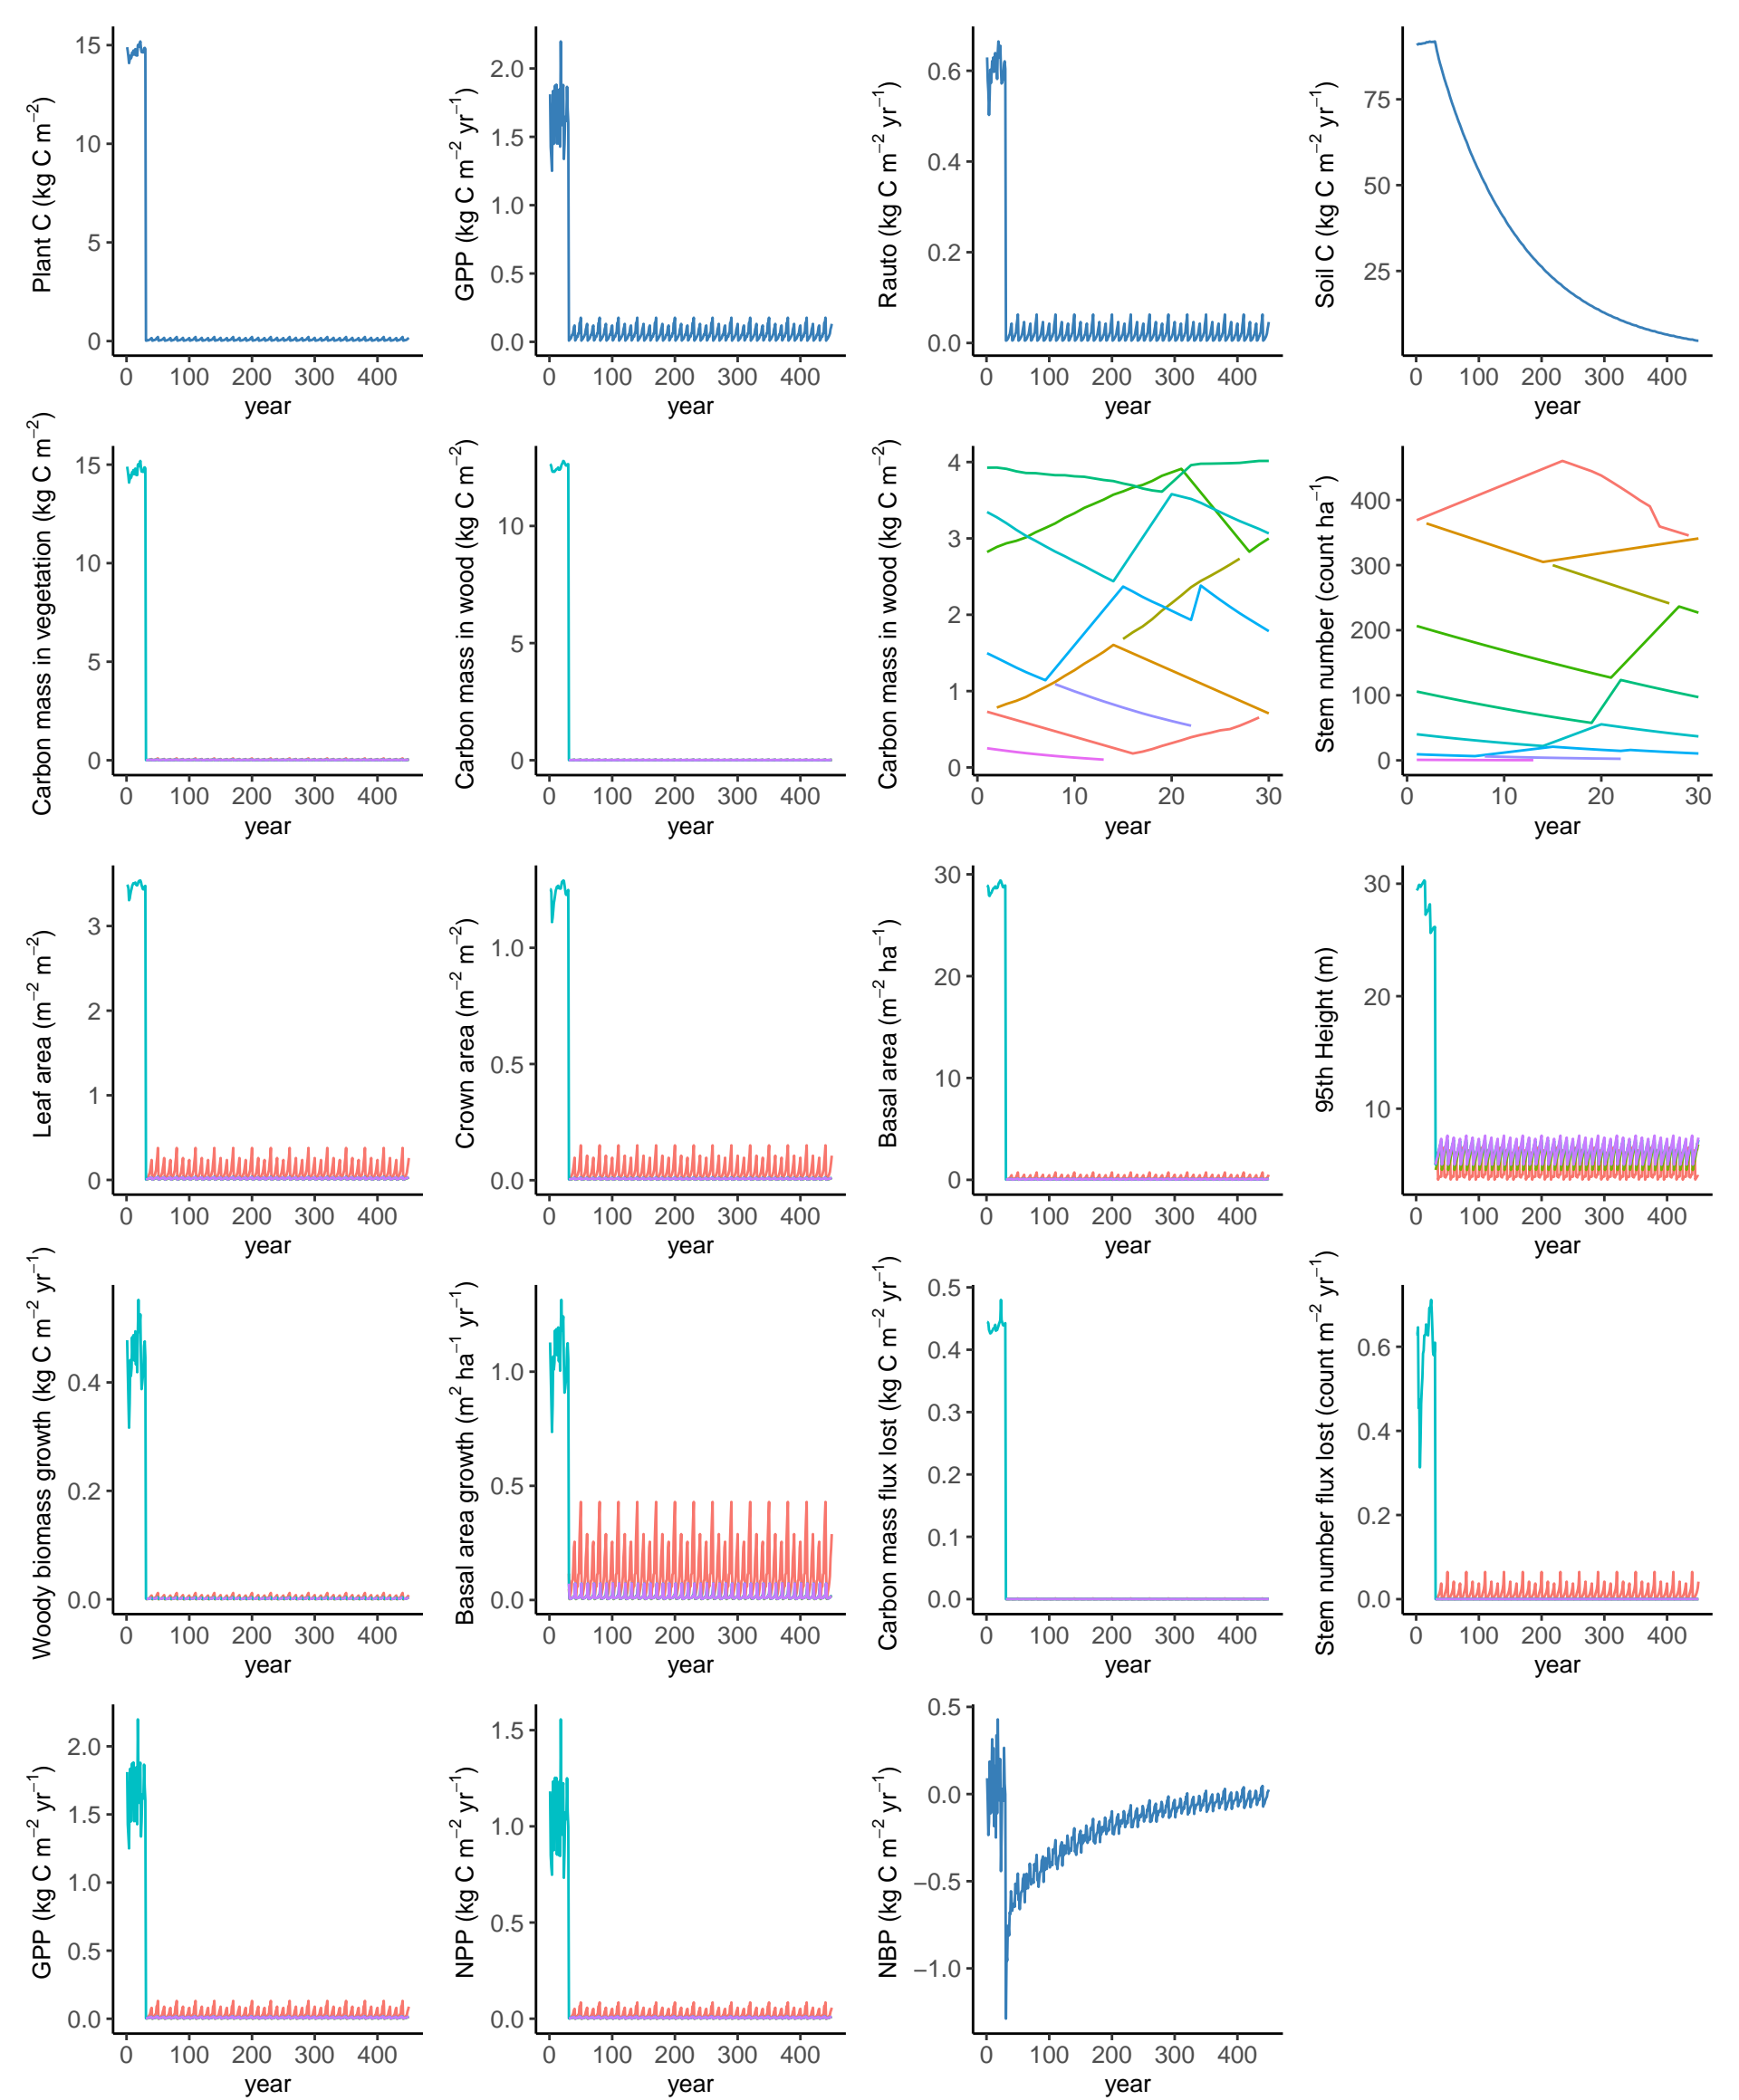 Plant C (kg C m−2)
15
10
5
0
0 100 200 300 400
year
GPP (kg C m−2 yr−1)
2.0
1.5
1.0
0.5
0.0
0 100 200 300 400
year
Rauto (kg C m−2 yr−1)
0.6
0.4
0.2
0.0
0 100 200 300 400
year
Soil C (kg C m−2 yr−1)
75
50
25
0 100 200 300 400
year
Carbon mass in vegetation (kg C m−2)
15
10
5
0
0 100 200 300 400
year
Carbon mass in wood (kg C m−2)
10
5
0
0 100 200 300 400
year
Carbon mass in wood (kg C m−2)
4
3
2
1
0
0 10 20 30
year
Stem number (count ha−1)
400
300
200
100
0
0 10 20 30
year
Leaf area (m−2 m−2)
3
2
1
0
0 100 200 300 400
year
Crown area (m−2 m−2)
1.0
0.5
0.0
0 100 200 300 400
year
Basal area (m−2 ha−1)
30
20
10
0
0 100 200 300 400
year
95th Height (m)
30
20
10
0 100 200 300 400
year
Woody biomass growth (kg C m−2 yr−1)
0.4
0.2
0.0
0 100 200 300 400
year
Basal area growth (m2 ha−1 yr−1)
1.0
0.5
0.0
0 100 200 300 400
year
Carbon mass flux lost (kg C m−2 yr−1)
0.5
0.4
0.3
0.2
0.1
0.0
0 100 200 300 400
year
Stem number flux lost (count m−2 yr−1)
0.6
0.4
0.2
0.0
0 100 200 300 400
year
GPP (kg C m−2 yr−1)
2.0
1.5
1.0
0.5
0.0
0 100 200 300 400
year
NPP (kg C m−2 yr−1)
1.5
1.0
0.5
0.0
0 100 200 300 400
year
NBP (kg C m−2 yr−1)
0.5
0.0
−0.5
−1.0
0 100 200 300 400
year